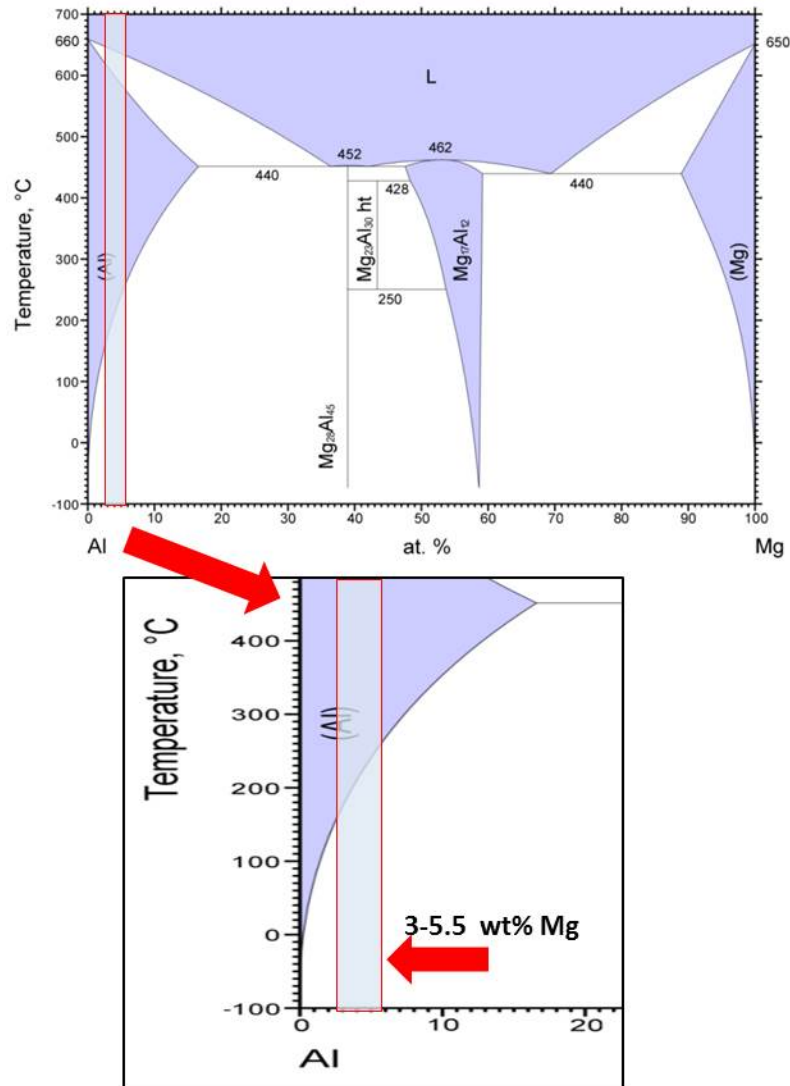 700
660
600
500
400
300
200
100
0
-100
Temperature, °C
650
L
452
462
440
428
440
250
(Al)
Mg₂₃Al₃₀ ht
Mg₁₇Al₁₂
(Mg)
Mg₂₈Al₄₅
0 10 20 30 40 50 60 70 80 90 100
Al at. % Mg
Temperature, °C
400
300
200
100
0
-100
(Al)
3-5.5 wt% Mg
0 10 20
Al